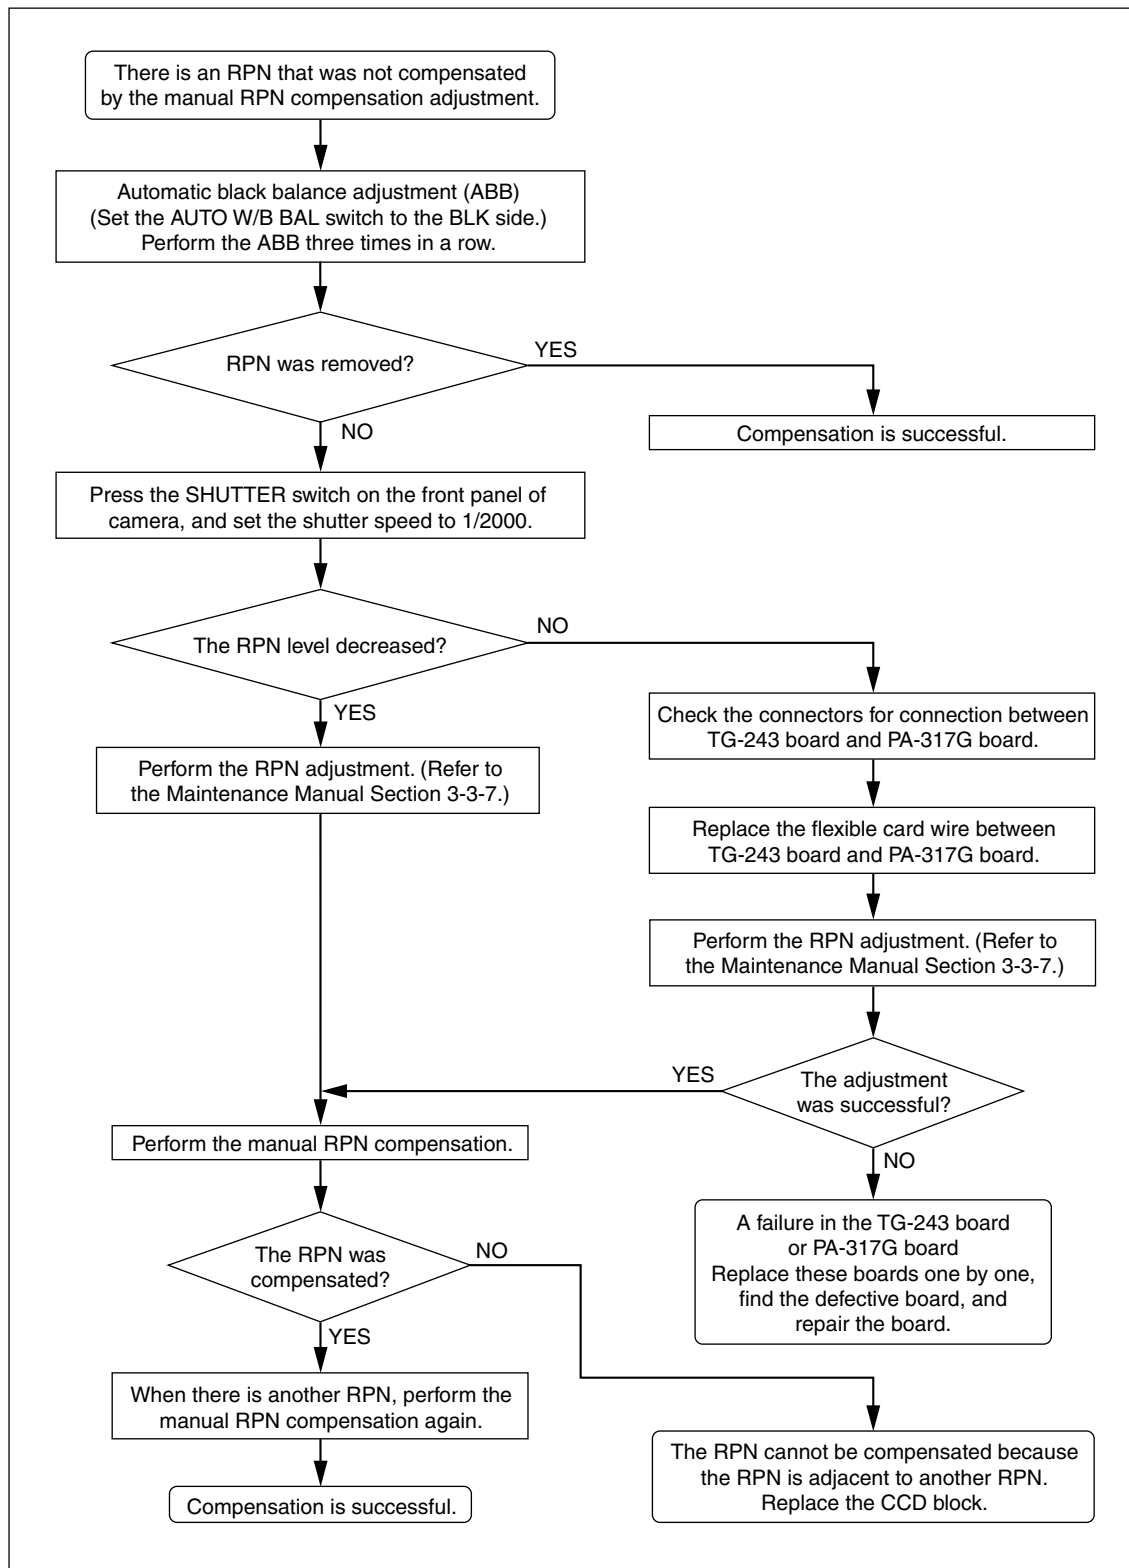 There is an RPN that was not compensated
by the manual RPN compensation adjustment.
Automatic black balance adjustment (ABB)
(Set the AUTO W/B BAL switch to the BLK side.)
Perform the ABB three times in a row.
RPN was removed?
YES
Compensation is successful.
NO
Press the SHUTTER switch on the front panel of
camera, and set the shutter speed to 1/2000.
The RPN level decreased?
NO
YES
Check the connectors for connection between
TG-243 board and PA-317G board.
Perform the RPN adjustment. (Refer to
the Maintenance Manual Section 3-3-7.)
Replace the flexible card wire between
TG-243 board and PA-317G board.
Perform the RPN adjustment. (Refer to
the Maintenance Manual Section 3-3-7.)
The adjustment
was successful?
YES
NO
Perform the manual RPN compensation.
A failure in the TG-243 board
or PA-317G board
Replace these boards one by one,
find the defective board, and
repair the board.
The RPN was
compensated?
NO
YES
When there is another RPN, perform the
manual RPN compensation again.
The RPN cannot be compensated because
the RPN is adjacent to another RPN.
Replace the CCD block.
Compensation is successful.